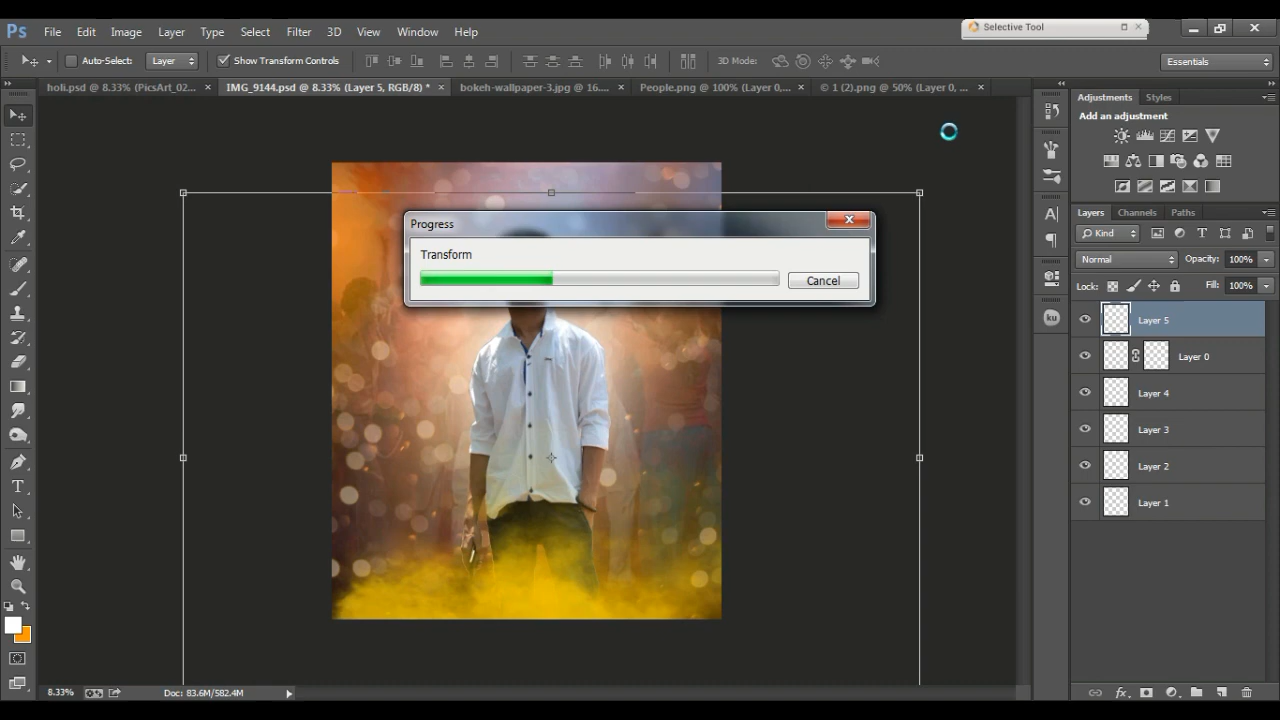 Ps File Edit Image Layer Type Select Filter 3D View Window Help Selective Tool
Auto-Select: Layer Show Transform Controls 3D Mode: Essentials
holi.psd @ 8.33% (PicsArt_02... × IMG_9144.psd @ 8.33% (Layer 5, RGB/8) * × bokeh-wallpaper-3.jpg @ 16.... × People.png @ 100% (Layer 0,... × © 1 (2).png @ 50% (Layer 0, ... ×
Adjustments Styles
Add an adjustment
Layers Channels Paths
Kind
Normal Opacity: 100%
Lock: Fill: 100%
Layer 5
Layer 0
Layer 4
Layer 3
Layer 2
Layer 1
Progress
Transform
Cancel
A
ku
T
8.33% Doc: 83.6M/582.4M
fx